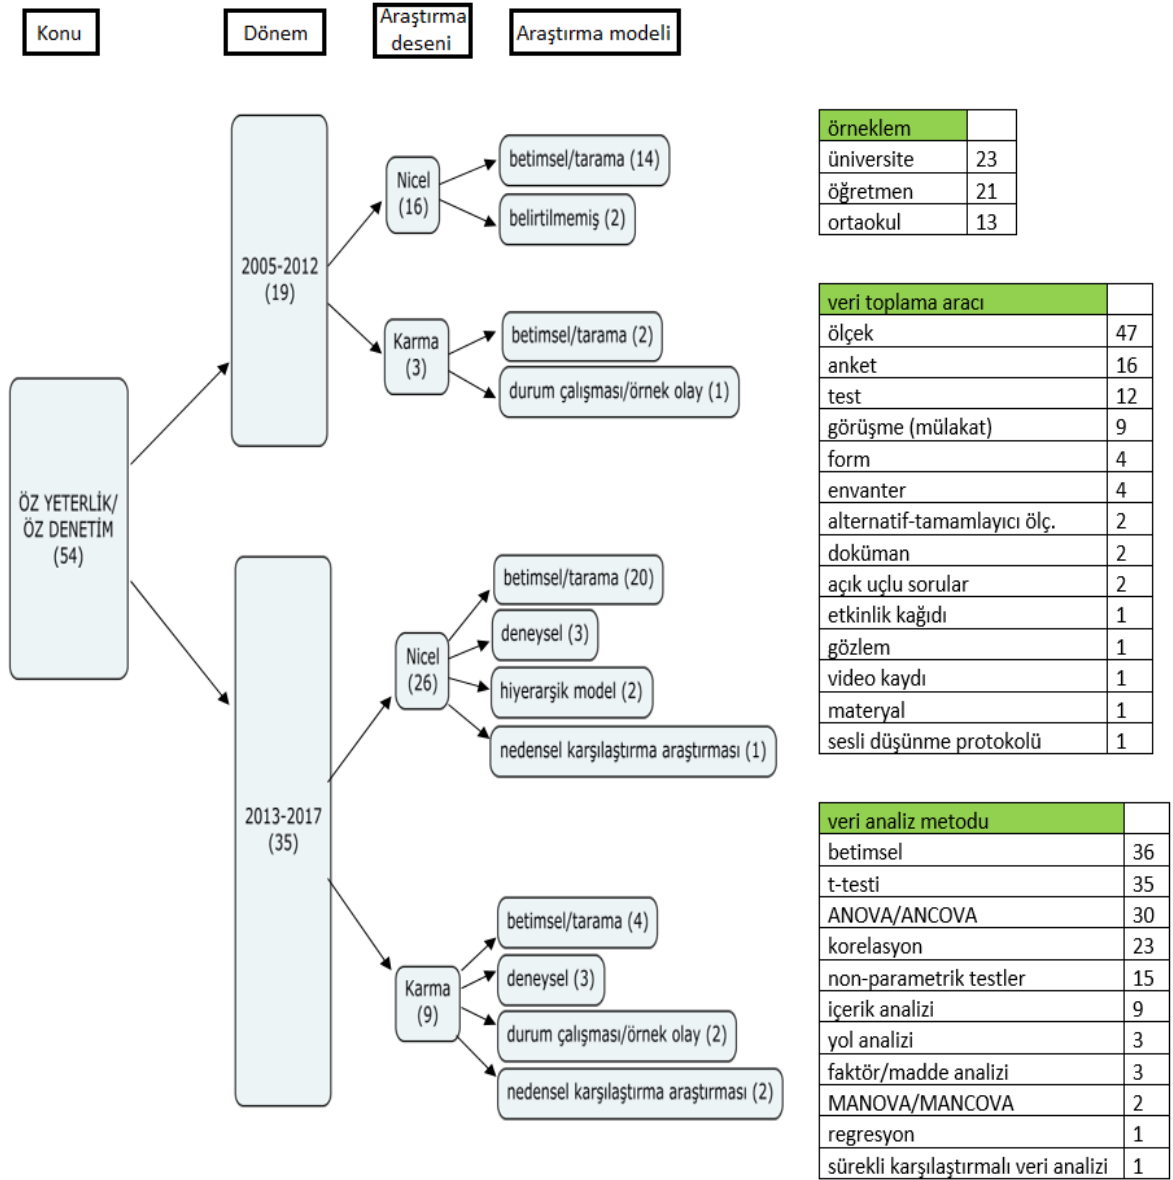 Konu
Dönem
Araştırma
deseni
Araştırma modeli
ÖZ YETERLİK/
ÖZ DENETİM
(54)
2005-2012
(19)
Nicel
(16)
betimsel/tarama (14)
belirtilmemiş (2)
Karma
(3)
betimsel/tarama (2)
durum çalışması/örnek olay (1)
2013-2017
(35)
Nicel
(26)
betimsel/tarama (20)
deneysel (3)
hiyerarşik model (2)
nedensel karşılaştırma araştırması (1)
Karma
(9)
betimsel/tarama (4)
deneysel (3)
durum çalışması/örnek olay (2)
nedensel karşılaştırma araştırması (2)
örneklem
üniversite 23
öğretmen 21
ortaokul 13
veri toplama aracı
ölçek 47
anket 16
test 12
görüşme (mülakat) 9
form 4
envanter 4
alternatif-tamamlayıcı ölç. 2
doküman 2
açık uçlu sorular 2
etkinlik kağıdı 1
gözlem 1
video kaydı 1
materyal 1
sesli düşünme protokolü 1
veri analiz metodu
betimsel 36
t-testi 35
ANOVA/ANCOVA 30
korelasyon 23
non-parametrik testler 15
içerik analizi 9
yol analizi 3
faktör/madde analizi 3
MANOVA/MANCOVA 2
regresyon 1
sürekli karşılaştırmalı veri analizi 1